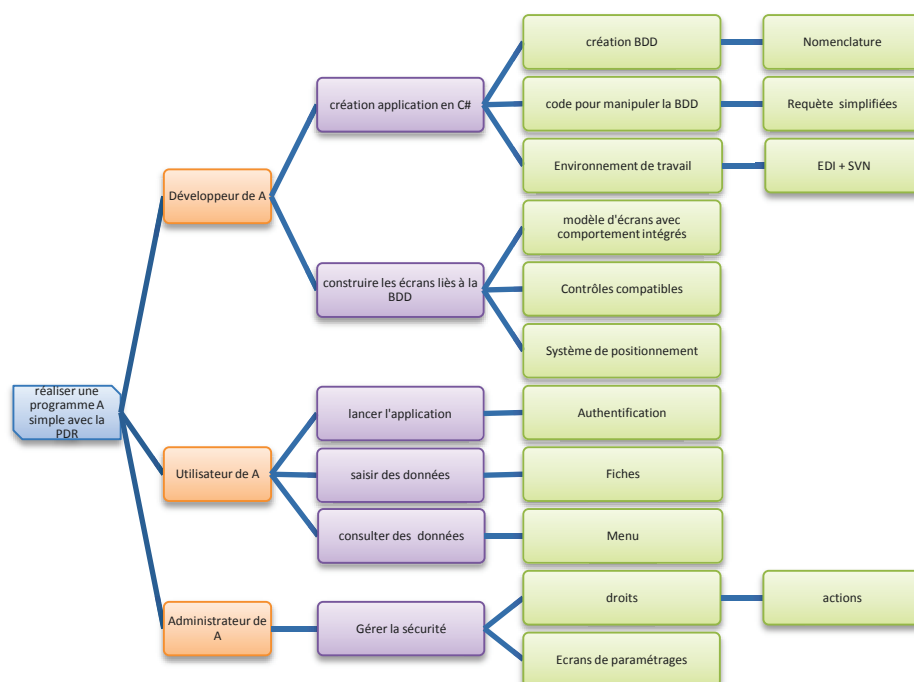 création BDD
Nomenclature
création application en C#
code pour manipuler la BDD
Requète simplifiées
Environnement de travail
EDI + SVN
Développeur de A
modèle d'écrans avec
comportement intégrés
construire les écrans liès à la
BDD
Contrôles compatibles
Système de positionnement
réaliser une
programme A
simple avec la
PDR
lancer l'application
Authentification
Utilisateur de A
saisir des données
Fiches
consulter des données
Menu
Administrateur de
A
Gérer la sécurité
droits
actions
Ecrans de paramétrages